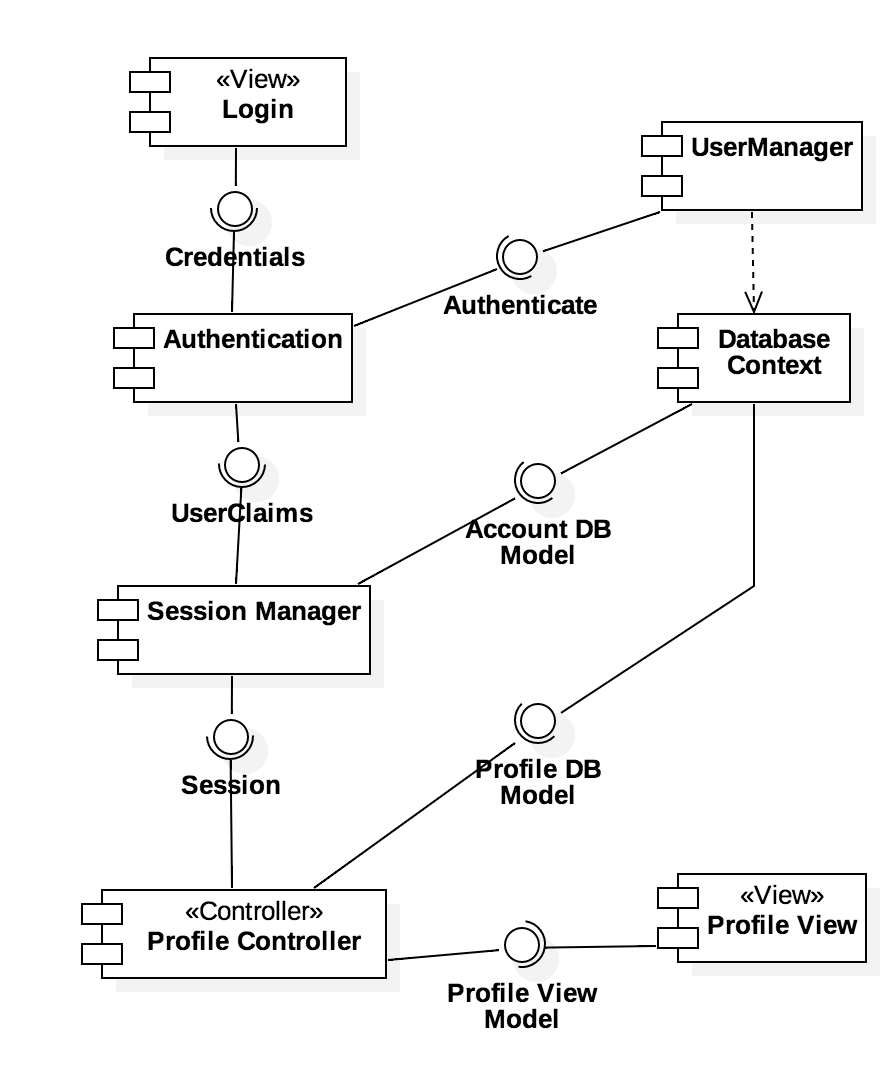 «View»
Login
UserManager
Credentials
Authenticate
Authentication
Database
Context
UserClaims
Account DB
Model
Session Manager
Session
Profile DB
Model
«Controller»
Profile Controller
«View»
Profile View
Profile View
Model